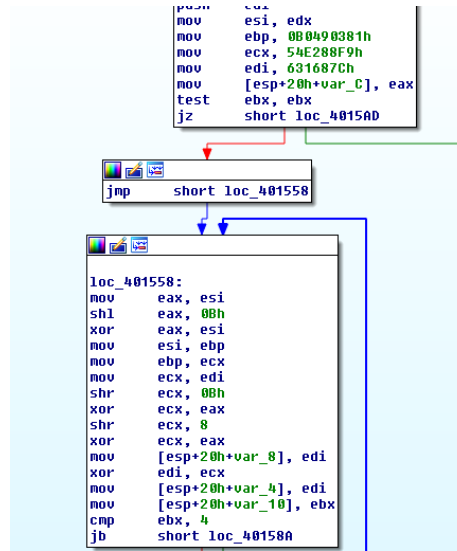 mov esi, edx
mov ebp, 0B0490381h
mov ecx, 54E288F9h
mov edi, 631687Ch
mov [esp+20h+var_C], eax
test ebx, ebx
jz short loc_4015AD
jmp short loc_401558
loc_401558:
mov eax, esi
shl eax, 0Bh
xor eax, esi
mov esi, ebp
mov ebp, ecx
mov ecx, edi
shr ecx, 0Bh
xor ecx, eax
shr ecx, 8
xor ecx, eax
mov [esp+20h+var_8], edi
xor edi, ecx
mov [esp+20h+var_4], edi
mov [esp+20h+var_10], ebx
cmp ebx, 4
jb short loc_40158A